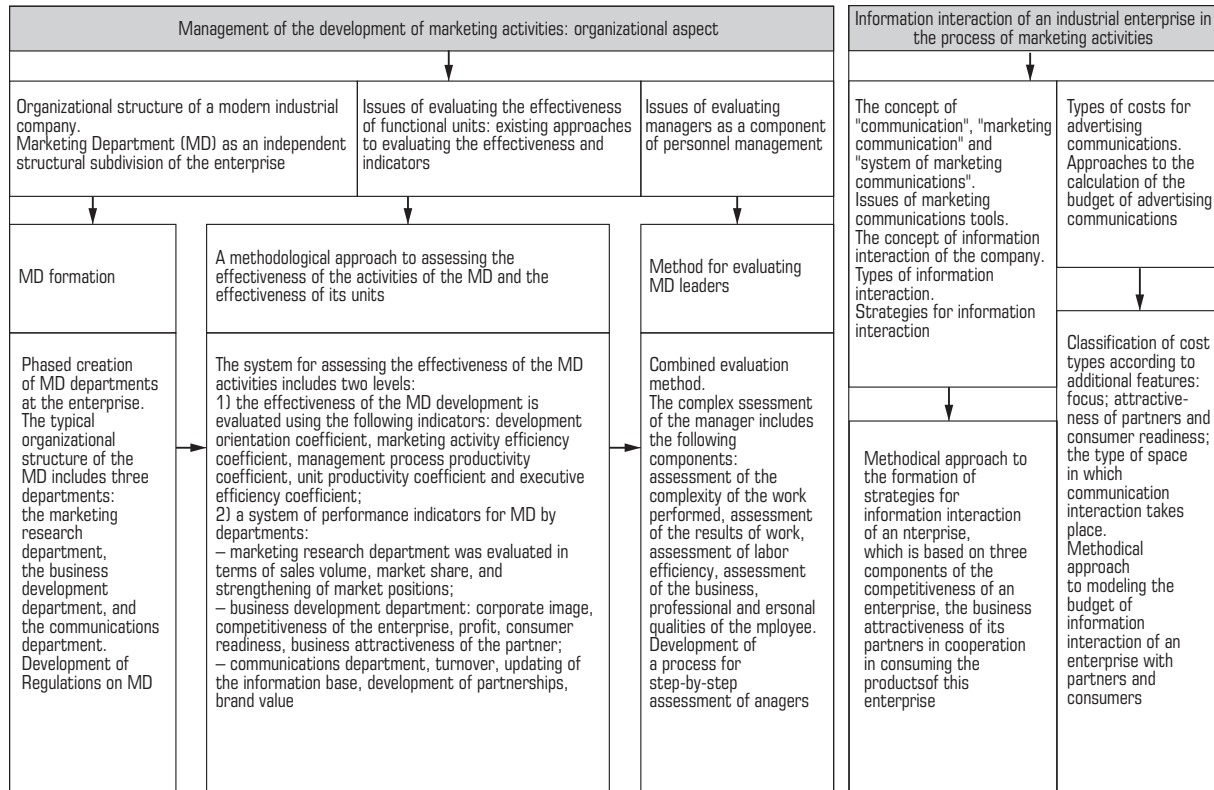 Management of the development of marketing activities: organizational aspect
Organizational structure of a modern industrial
company.
Marketing Department (MD) as an independent
structural subdivision of the enterprise
Issues of evaluating the effectiveness
of functional units: existing approaches
to evaluating the effectiveness and
indicators
Issues of evaluating
managers as a component
of personnel management
MD formation
A methodological approach to assessing the
effectiveness of the activities of the MD and the
effectiveness of its units
Method for evaluating
MD leaders
Phased creation
of MD departments
at the enterprise.
The typical
organizational
structure of the
MD includes three
departments:
the marketing
research
department,
the business
development
department, and
the communications
department.
Development of
Regulations on MD
The system for assessing the effectiveness of the MD
activities includes two levels:
1) the effectiveness of the MD development is
evaluated using the following indicators: development
orientation coefficient, marketing activity efficiency
coefficient, management process productivity
coefficient, unit productivity coefficient and executive
efficiency coefficient;
2) a system of performance indicators for MD by
departments:
– marketing research department was evaluated in
terms of sales volume, market share, and
strengthening of market positions;
– business development department: corporate image,
competitiveness of the enterprise, profit, consumer
readiness, business attractiveness of the partner;
– communications department, turnover, updating of
the information base, development of partnerships,
brand value
Combined evaluation
method.
The complex ssessment
of the manager includes
the following
components:
assessment of the
complexity of the work
performed, assessment
of the results of work,
assessment of labor
efficiency, assessment
of the business,
professional and ersonal
qualities of the mployee.
Development of
a process for
step-by-step
assessment of anagers
Information interaction of an industrial enterprise in
the process of marketing activities
The concept of
"communication", "marketing
communication" and
"system of marketing
communications".
Issues of marketing
communications tools.
The concept of information
interaction of the company.
Types of information
interaction.
Strategies for information
interaction
Types of costs for
advertising
communications.
Approaches to the
calculation of the
budget of advertising
communications
Methodical approach to
the formation of
strategies for
information interaction
of an nterprise,
which is based on three
components of the
competitiveness of an
enterprise, the business
attractiveness of its
partners in cooperation
in consuming the
productsof this
enterprise
Classification of cost
types according to
additional features:
focus; attractive-
ness of partners and
consumer readiness;
the type of space
in which
communication
interaction takes
place.
Methodical
approach
to modeling the
budget of
information
interaction of an
enterprise with
partners and
consumers